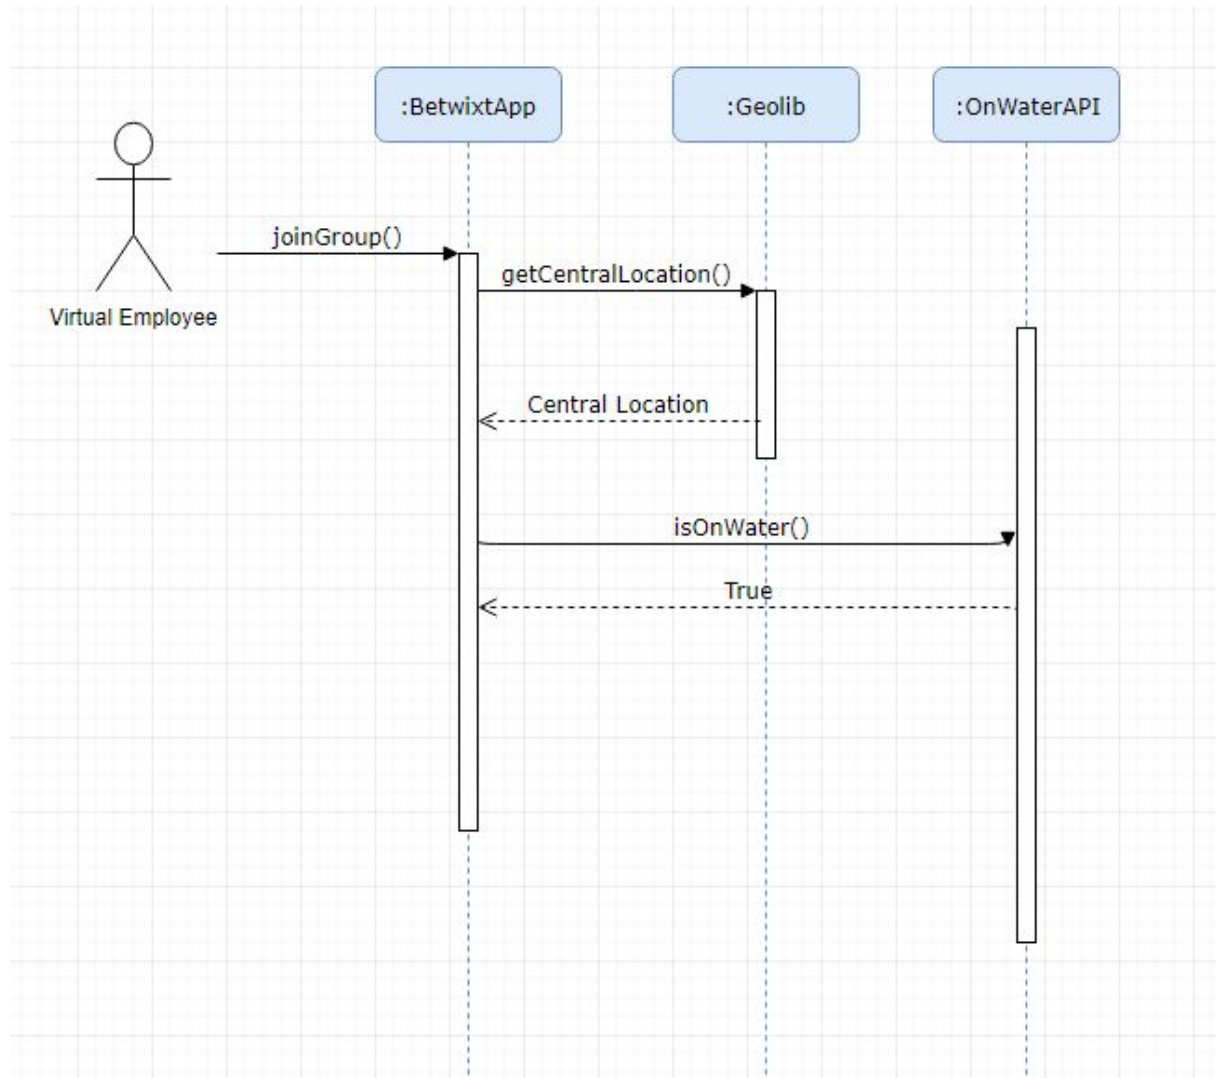 :BetwixtApp
:Geolib
:OnWaterAPI
joinGroup()
getCentralLocation()
Virtual Employee
Central Location
isOnWater()
True